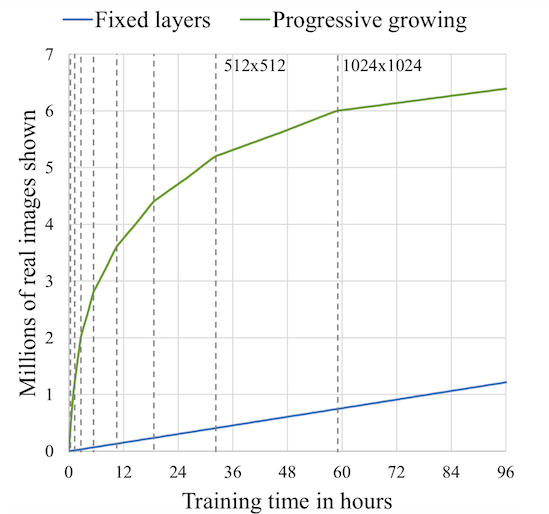 Fixed layers Progressive growing
7
512x512 1024x1024
6
5
4
3
2
1
0
Millions of real images shown
0 12 24 36 48 60 72 84 96
Training time in hours